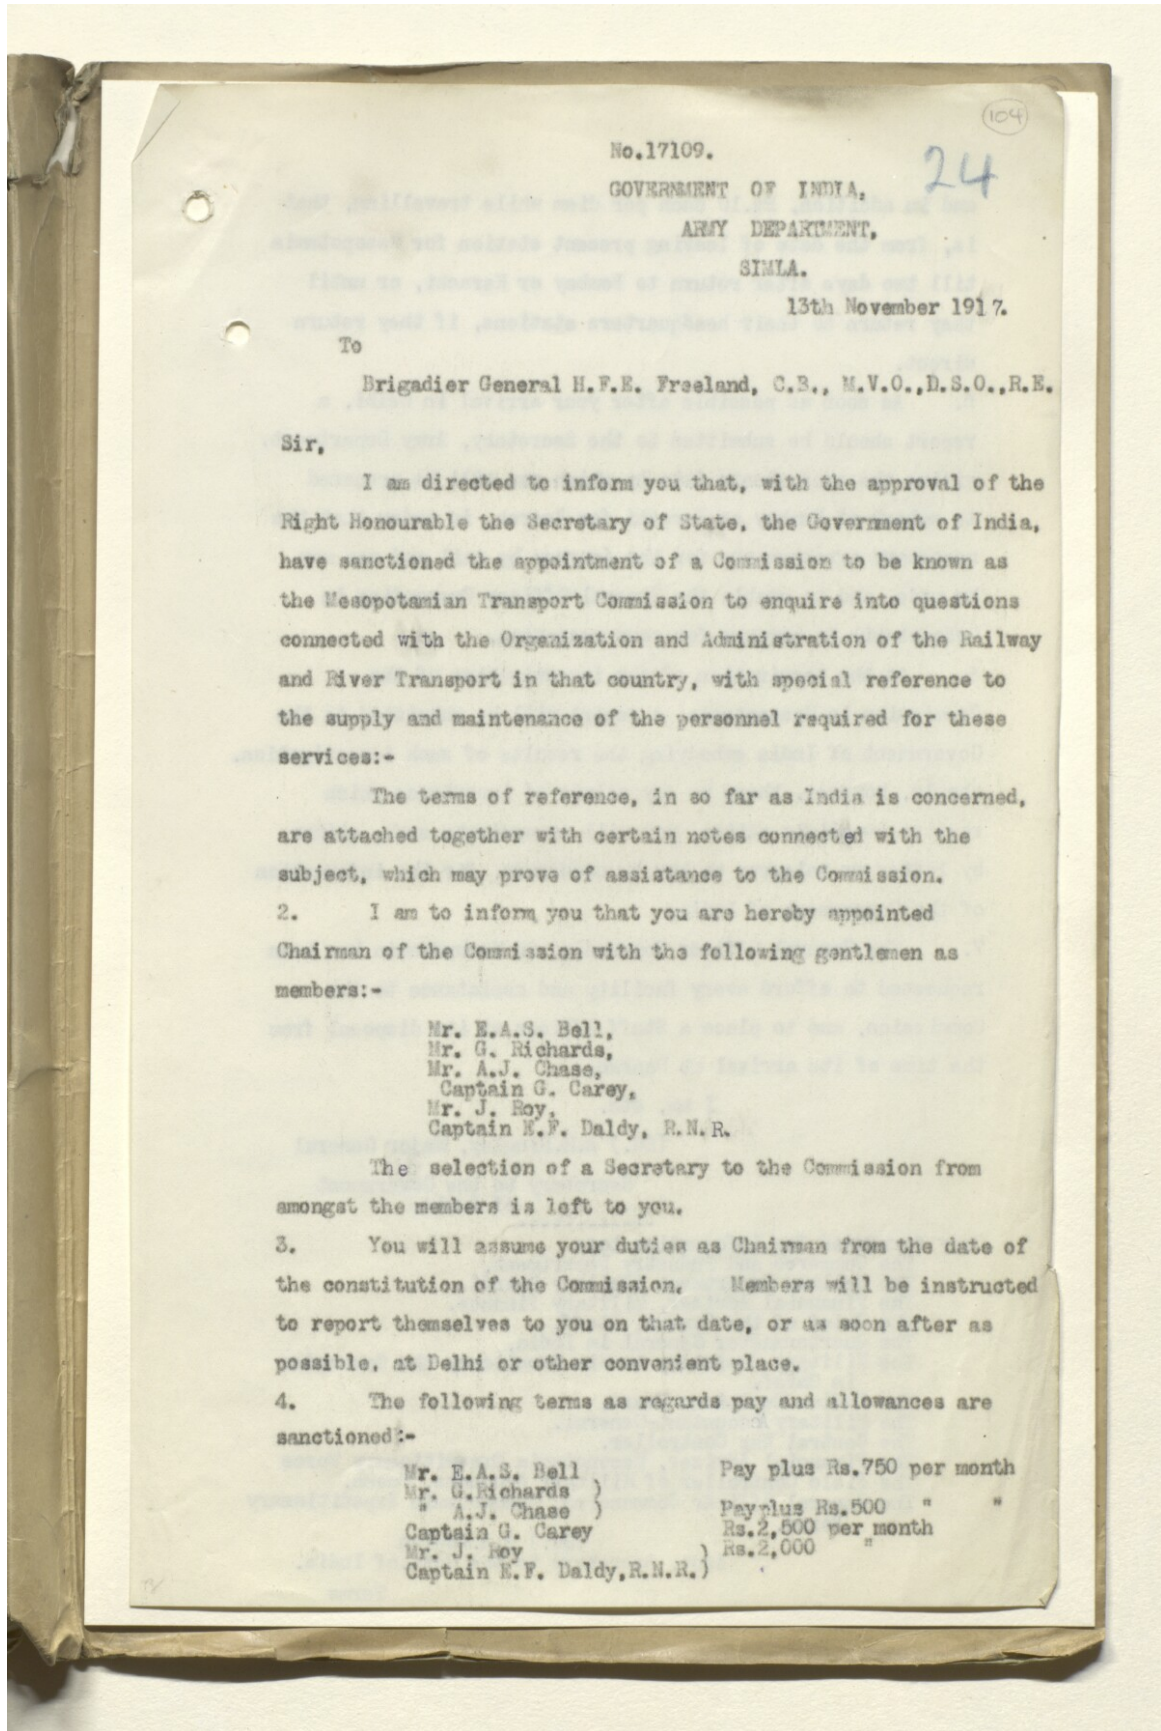 104
No.17109.
24
GOVERNMENT OF INDIA,
ARMY DEPARTMENT,
SIMLA.
13th November 1917.
To
Brigadier General H.F.E. Freeland, C.B., M.V.O.,D.S.O.,R.E.
Sir,
I am directed to inform you that, with the approval of the
Right Honourable the Secretary of State, the Government of India,
have sanctioned the appointment of a Commission to be known as
the Mesopotamian Transport Commission to enquire into questions
connected with the Organization and Administration of the Railway
and River Transport in that country, with special reference to
the supply and maintenance of the personnel required for these
services:-
The terms of reference, in so far as India is concerned,
are attached together with certain notes connected with the
subject, which may prove of assistance to the Commission.
2. I am to inform you that you are hereby appointed
Chairman of the Commission with the following gentlemen as
members:-
Mr. E.A.S. Bell,
Mr. G. Richards,
Mr. A.J. Chase,
Captain G. Carey,
Mr. J. Roy,
Captain E.F. Daldy, R.N.R.
The selection of a Secretary to the Commission from
amongst the members is left to you.
3. You will assume your duties as Chairman from the date of
the constitution of the Commission. Members will be instructed
to report themselves to you on that date, or as soon after as
possible, at Delhi or other convenient place.
4. The following terms as regards pay and allowances are
sanctioned:-
Mr. E.A.S. Bell Pay plus Rs.750 per month
Mr. G.Richards )
" A.J. Chase ) Payplus Rs.500 " "
Captain G. Carey Rs.2,500 per month
Mr. J. Roy ) Rs.2,000 "
Captain E.F. Daldy,R.N.R.)